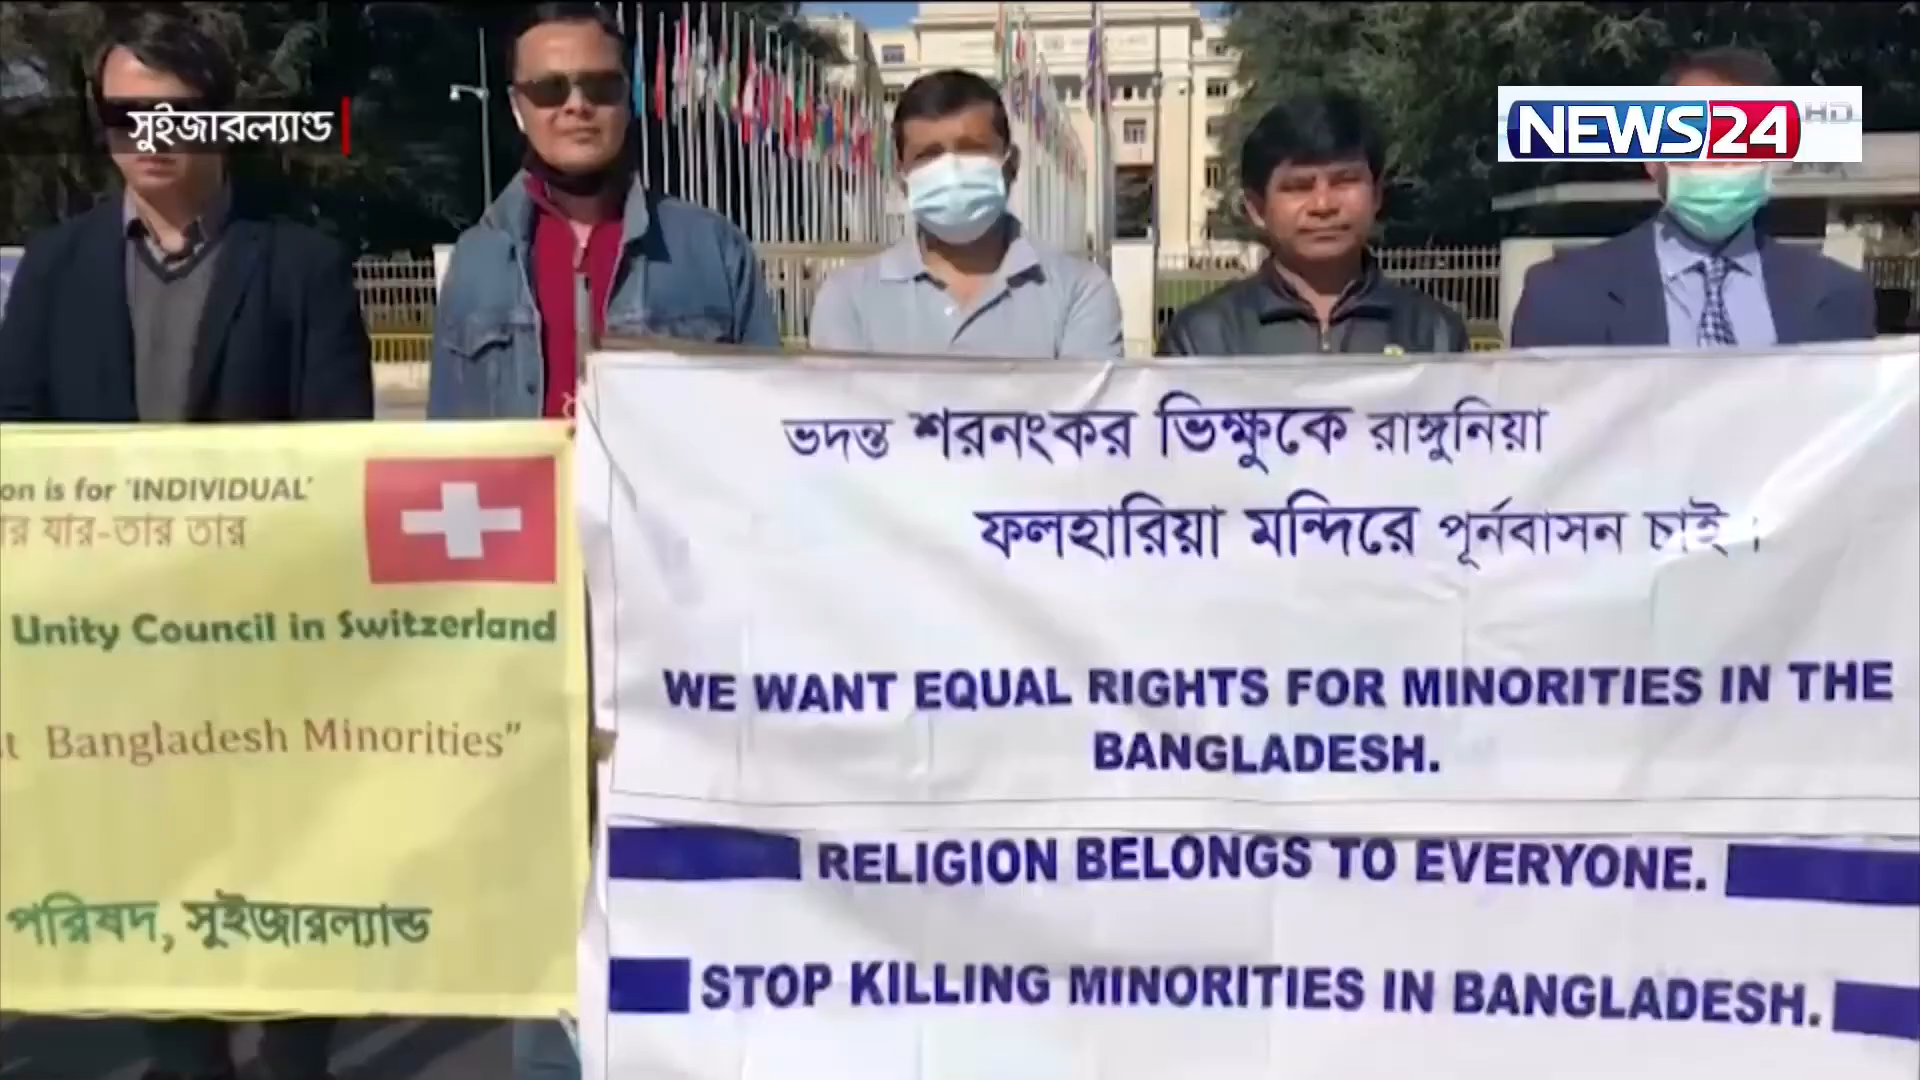 সুইজারল্যান্ড
NEWS24 HD
on is for 'INDIVIDUAL'
যার-তার তার
Unity Council in Switzerland
Bangladesh Minorities”
পরিষদ, সুইজারল্যান্ড
ভদন্ত শরনংকর ভিক্ষুকে রাঙ্গুনিয়া
ফলহারিয়া মন্দিরে পূর্নবাসন চাই।
WE WANT EQUAL RIGHTS FOR MINORITIES IN THE
BANGLADESH.
RELIGION BELONGS TO EVERYONE.
STOP KILLING MINORITIES IN BANGLADESH.